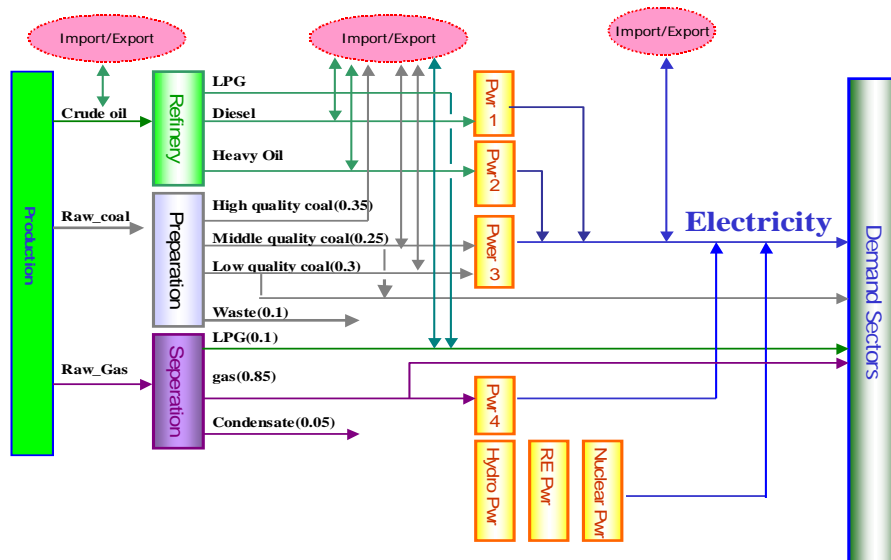 Import/Export
Import/Export
Import/Export
Production
Crude oil
Raw_coal
Raw_Gas
Refinery
LPG
Diesel
Heavy Oil
Preparation
High quality coal(0.35)
Middle quality coal(0.25)
Low quality coal(0.3)
Waste(0.1)
Seperation
LPG(0.1)
gas(0.85)
Condensate(0.05)
Pwr 1
Pwr2
Pwer 3
Pwr 4
Hydro Pwr
RE Pwr
Nuclear Pwr
Electricity
Demand Sectors